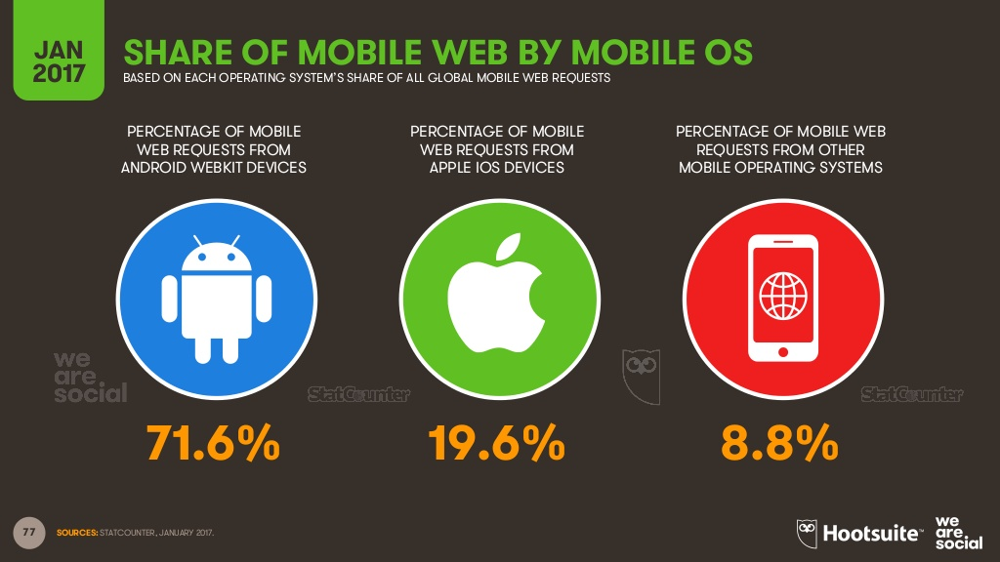 JAN
2017
SHARE OF MOBILE WEB BY MOBILE OS
BASED ON EACH OPERATING SYSTEM'S SHARE OF ALL GLOBAL MOBILE WEB REQUESTS
PERCENTAGE OF MOBILE
WEB REQUESTS FROM
ANDROID WEBKIT DEVICES
PERCENTAGE OF MOBILE
WEB REQUESTS FROM
APPLE IOS DEVICES
PERCENTAGE OF MOBILE WEB
REQUESTS FROM OTHER
MOBILE OPERATING SYSTEMS
we
are
social
StatCounter
StatCounter
71.6%
19.6%
8.8%
77
SOURCES: STATCOUNTER, JANUARY 2017.
Hootsuite™
we
are
social